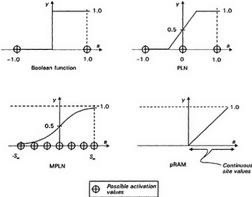 y
1.0
-1.0
1.0
a
Boolean function
y
1.0
0.5
-1.0
0
1.0
a
PLN
y
1.0
0.5
a
MPLN
y
1.0
a
pRAM
Continuous
site values
Possible activation
values